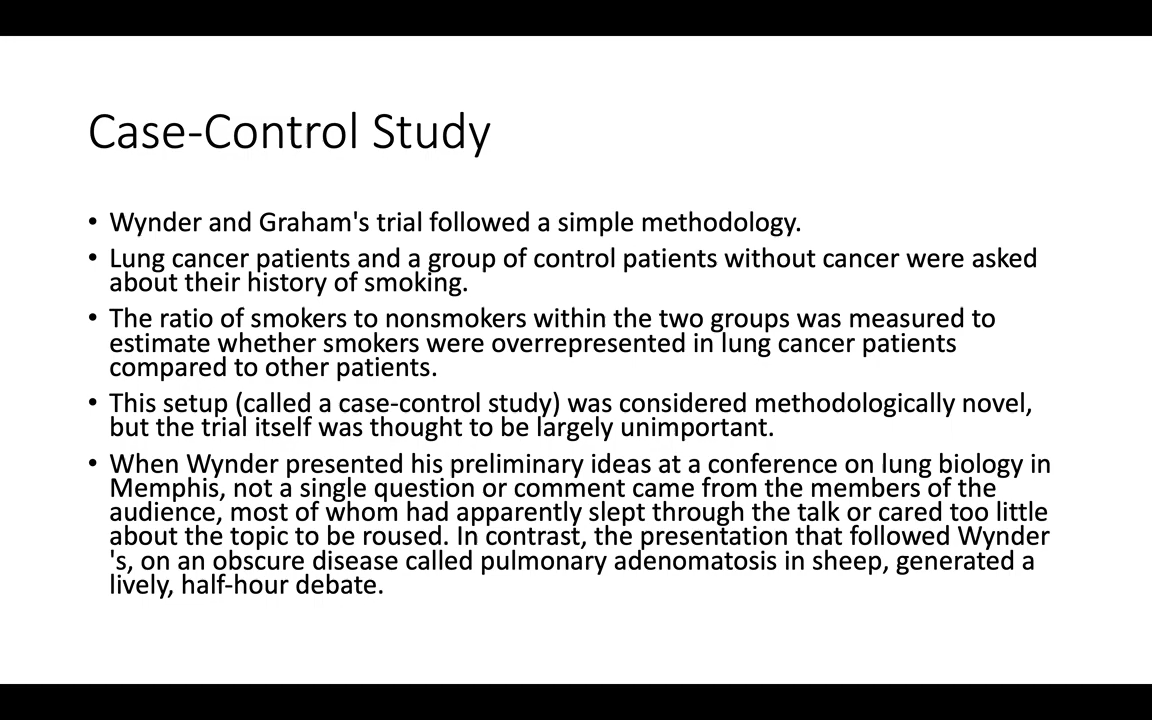 Case-Control Study
• Wynder and Graham's trial followed a simple methodology.
• Lung cancer patients and a group of control patients without cancer were asked
about their history of smoking.
• The ratio of smokers to nonsmokers within the two groups was measured to
estimate whether smokers were overrepresented in lung cancer patients
compared to other patients.
• This setup (called a case-control study) was considered methodologically novel,
but the trial itself was thought to be largely unimportant.
• When Wynder presented his preliminary ideas at a conference on lung biology in
Memphis, not a single question or comment came from the members of the
audience, most of whom had apparently slept through the talk or cared too little
about the topic to be roused. In contrast, the presentation that followed Wynder
's, on an obscure disease called pulmonary adenomatosis in sheep, generated a
lively, half-hour debate.